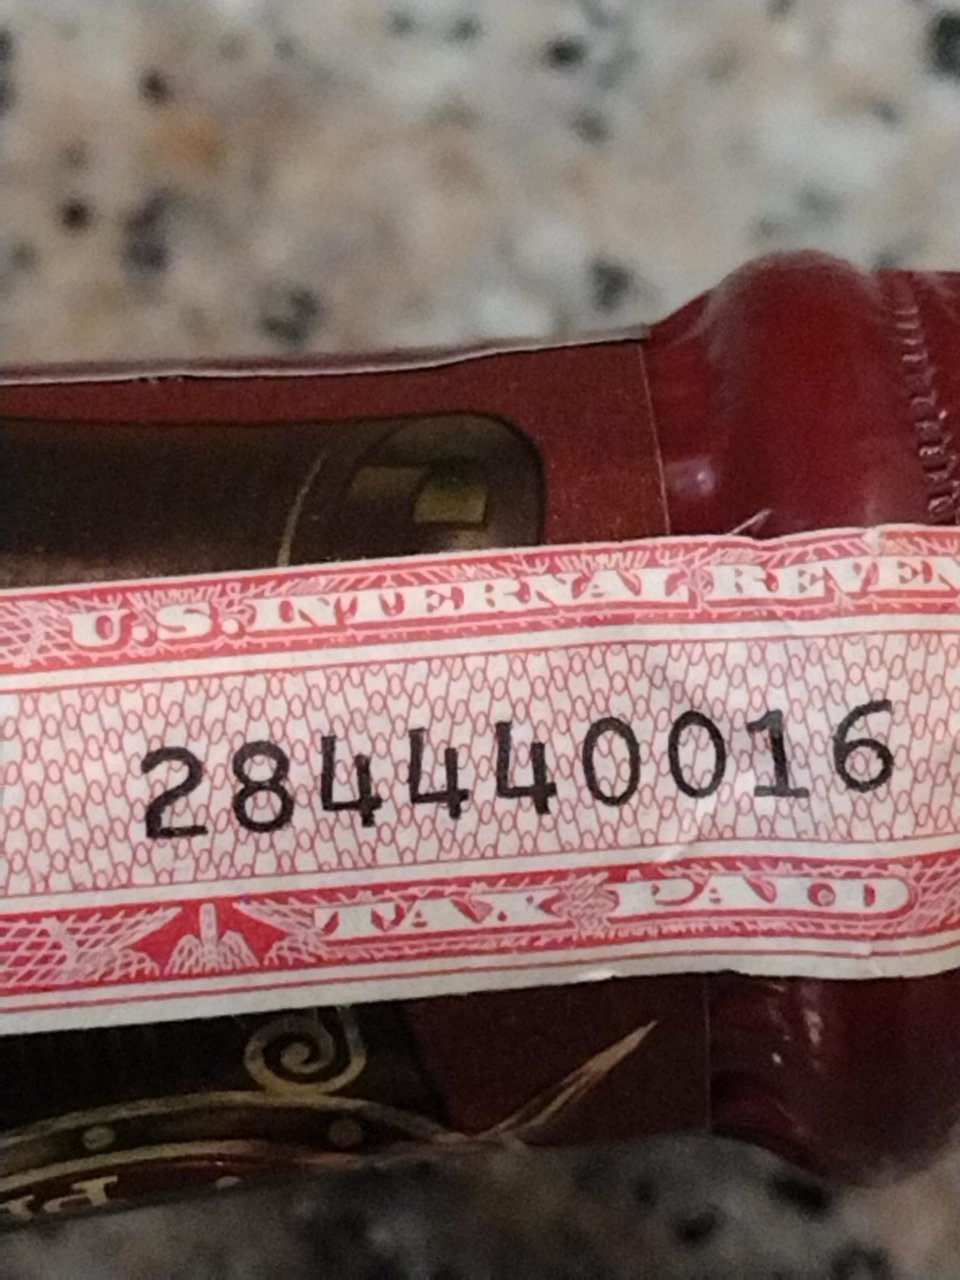 U.S. INTERNAL REVEN
284440016
TAX PAID